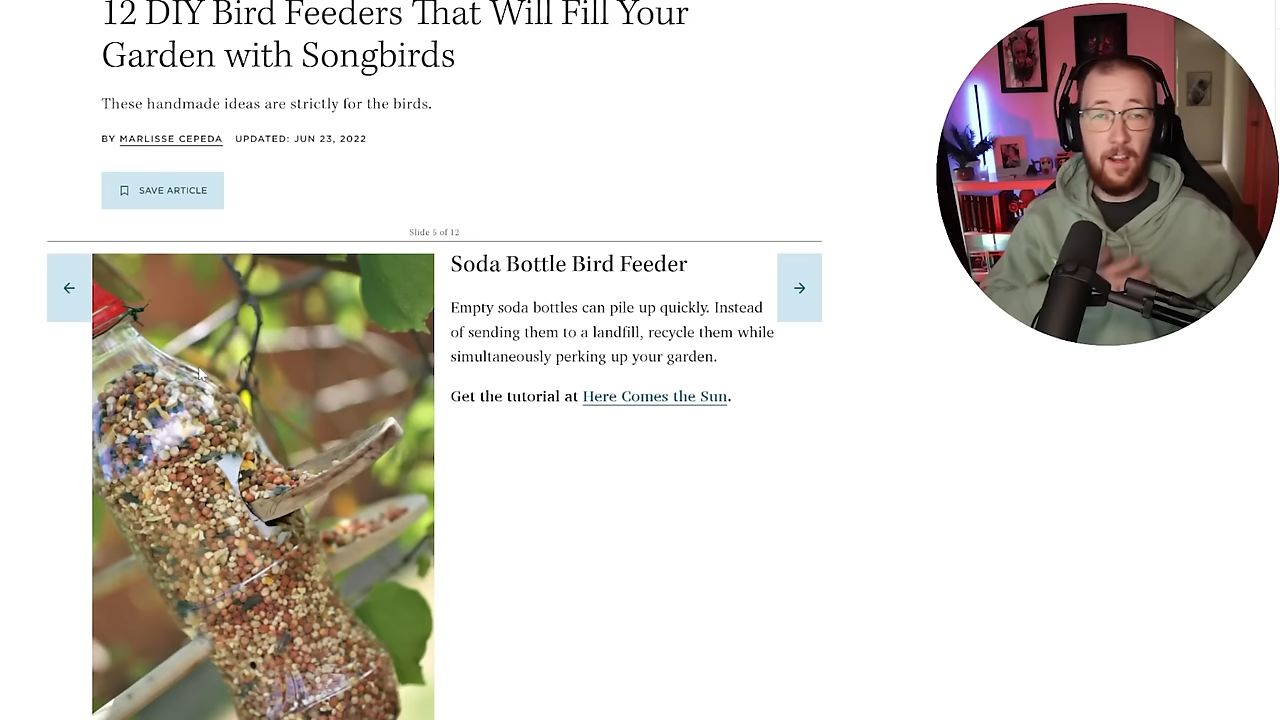 12 DIY Bird Feeders That Will Fill Your
Garden with Songbirds
These handmade ideas are strictly for the birds.
BY MARLISSE CEPEDA UPDATED: JUN 23, 2022
SAVE ARTICLE
Slide 5 of 12
Soda Bottle Bird Feeder
Empty soda bottles can pile up quickly. Instead
of sending them to a landfill, recycle them while
simultaneously perking up your garden.
Get the tutorial at Here Comes the Sun.